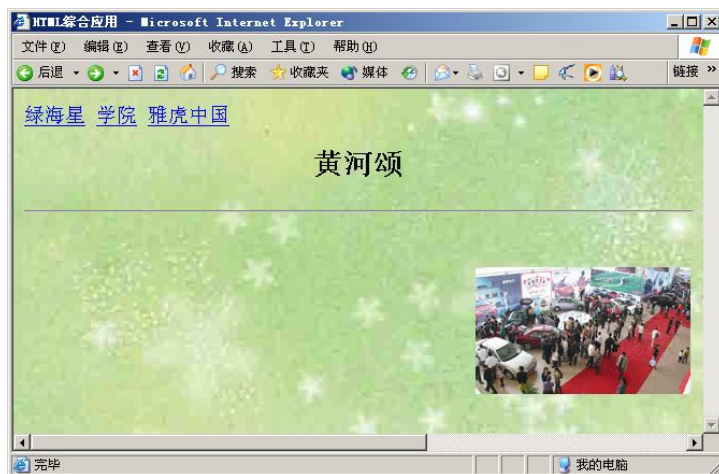 HTML综合应用 - Microsoft Internet Explorer
文件(F) 编辑(E) 查看(V) 收藏(A) 工具(T) 帮助(H)
后退 搜索 收藏夹 媒体 链接 »
绿海星 学院 雅虎中国
黄河颂
完毕 我的电脑